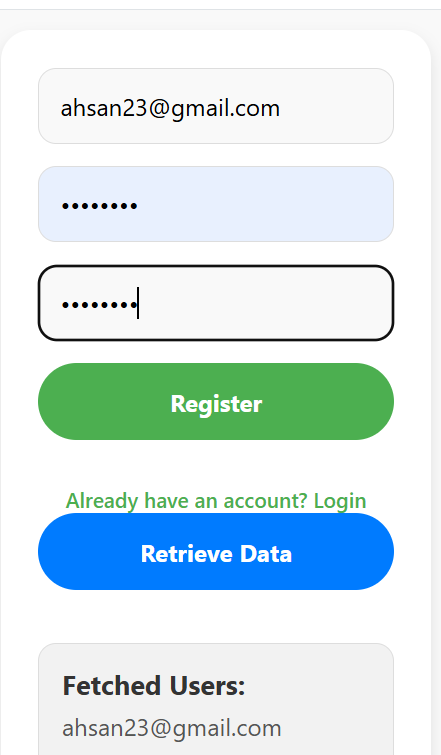 ahsan23@gmail.com
••••••••
••••••••
Register
Already have an account? Login
Retrieve Data
Fetched Users:
ahsan23@gmail.com